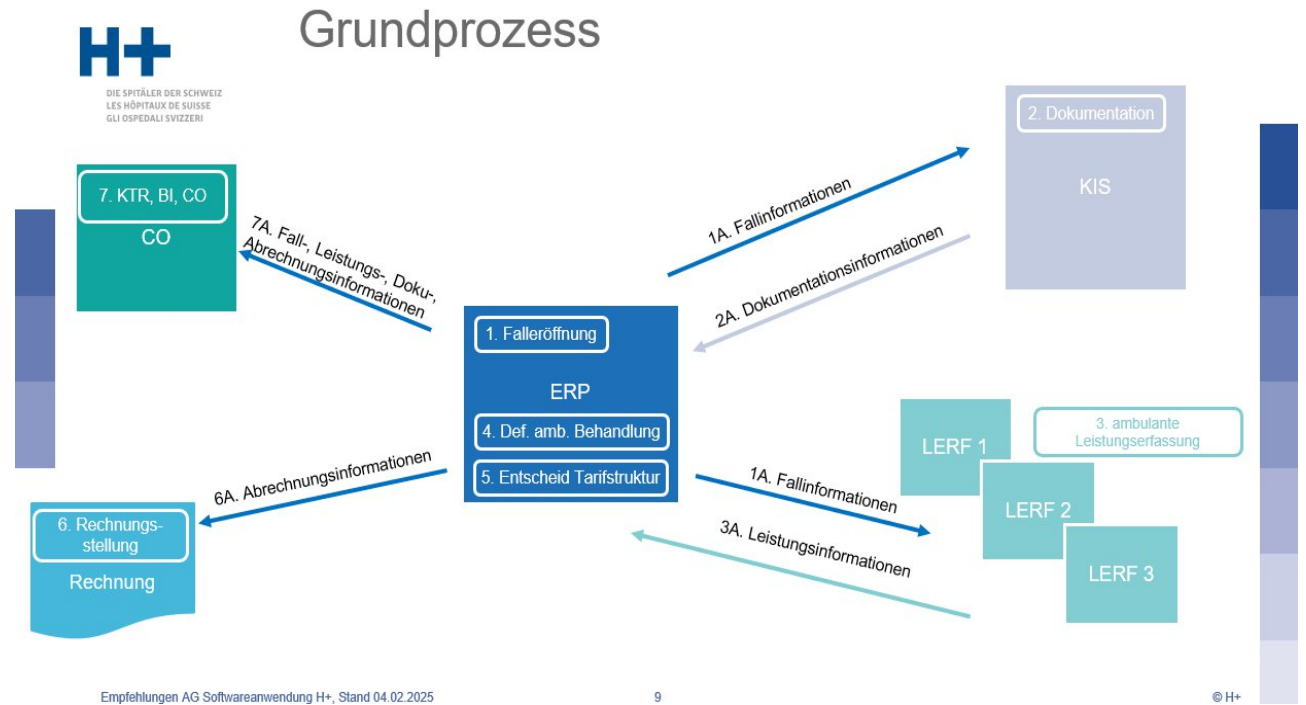 Grundprozess
H+
DIE SPITÄLER DER SCHWEIZ
LES HÔPITAUX DE SUISSE
GLI OSPEDALI SVIZZERI
2. Dokumentation
KIS
7. KTR, BI, CO
CO
7A. Fall-, Leistungs-, Doku-,
Abrechnungsinformationen
1A. Fallinformationen
2A. Dokumentationsinformationen
1. Falleröffnung
ERP
4. Def. amb. Behandlung
5. Entscheid Tarifstruktur
LERF 1
3. ambulante
Leistungserfassung
LERF 2
LERF 3
1A. Fallinformationen
3A. Leistungsinformationen
6A. Abrechnungsinformationen
6. Rechnungs-
stellung
Rechnung
Empfehlungen AG Softwareanwendung H+, Stand 04.02.2025
9
© H+